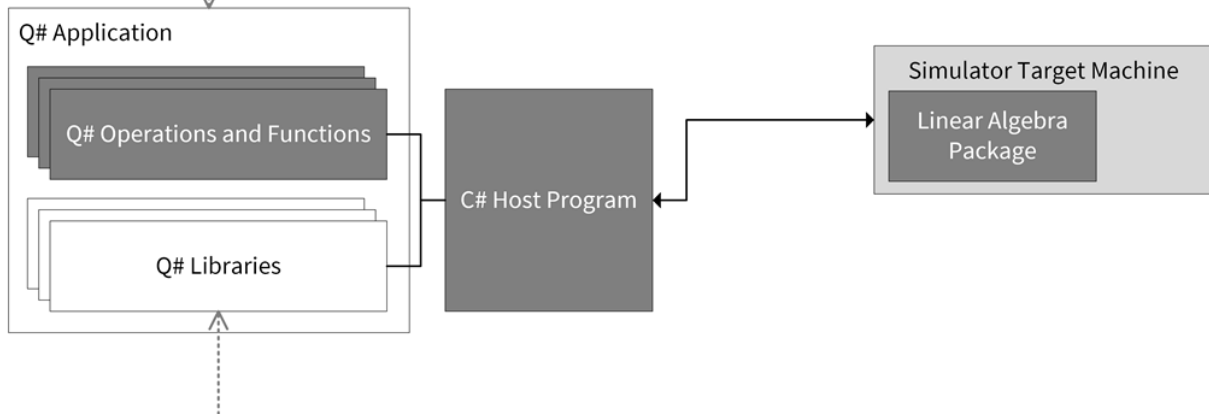 Q# Application
Q# Operations and Functions
Q# Libraries
C# Host Program
Simulator Target Machine
Linear Algebra
Package